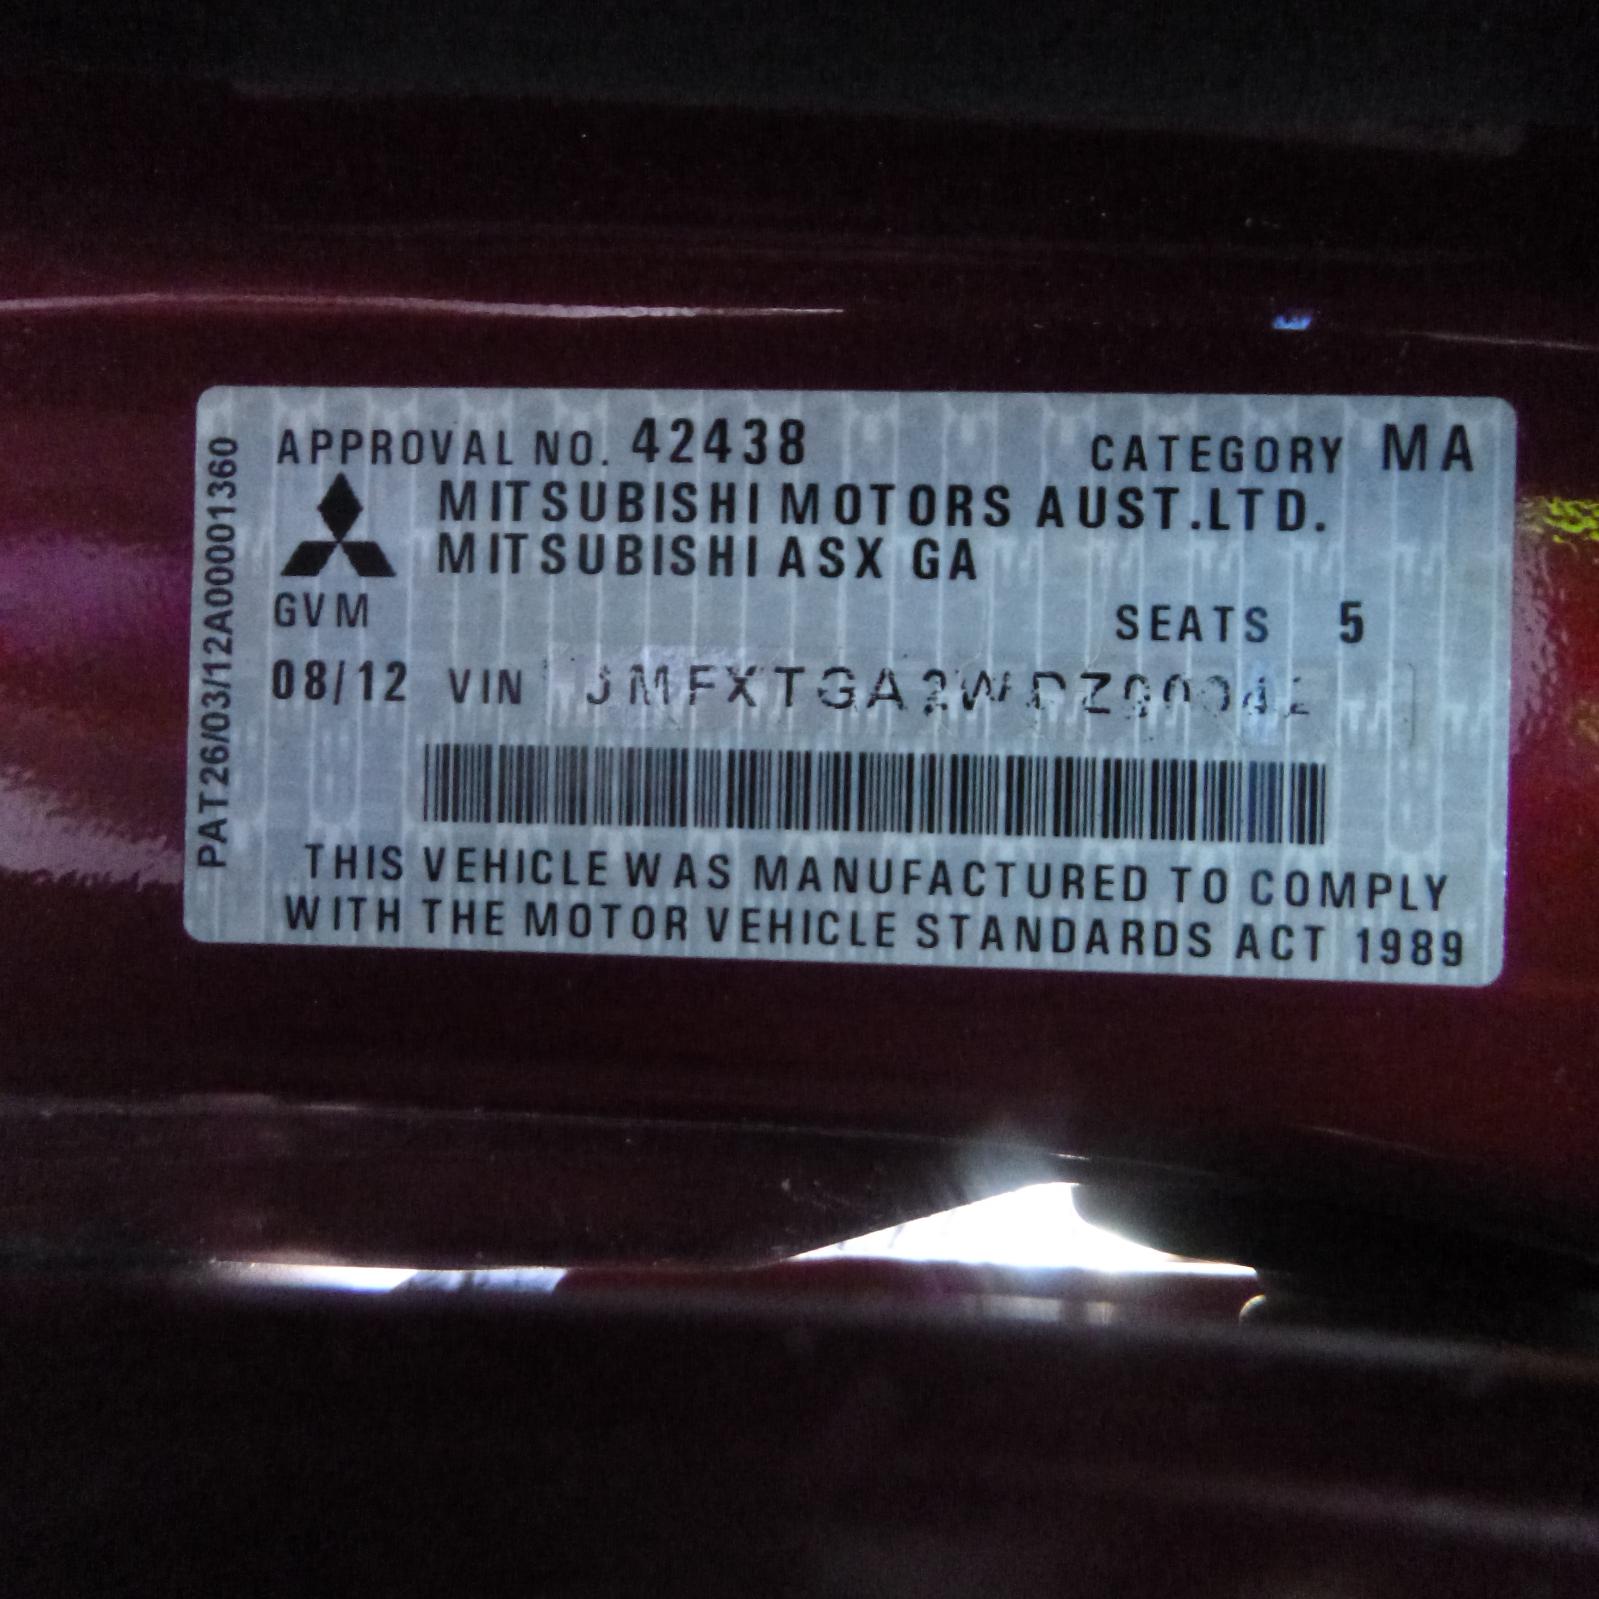 APPROVAL NO. 42438 CATEGORY MA
MITSUBISHI MOTORS AUST.LTD.
MITSUBISHI ASX GA
GVM SEATS 5
08/12 VIN
THIS VEHICLE WAS MANUFACTURED TO COMPLY
WITH THE MOTOR VEHICLE STANDARDS ACT 1989
PAT26/03/12A0001360